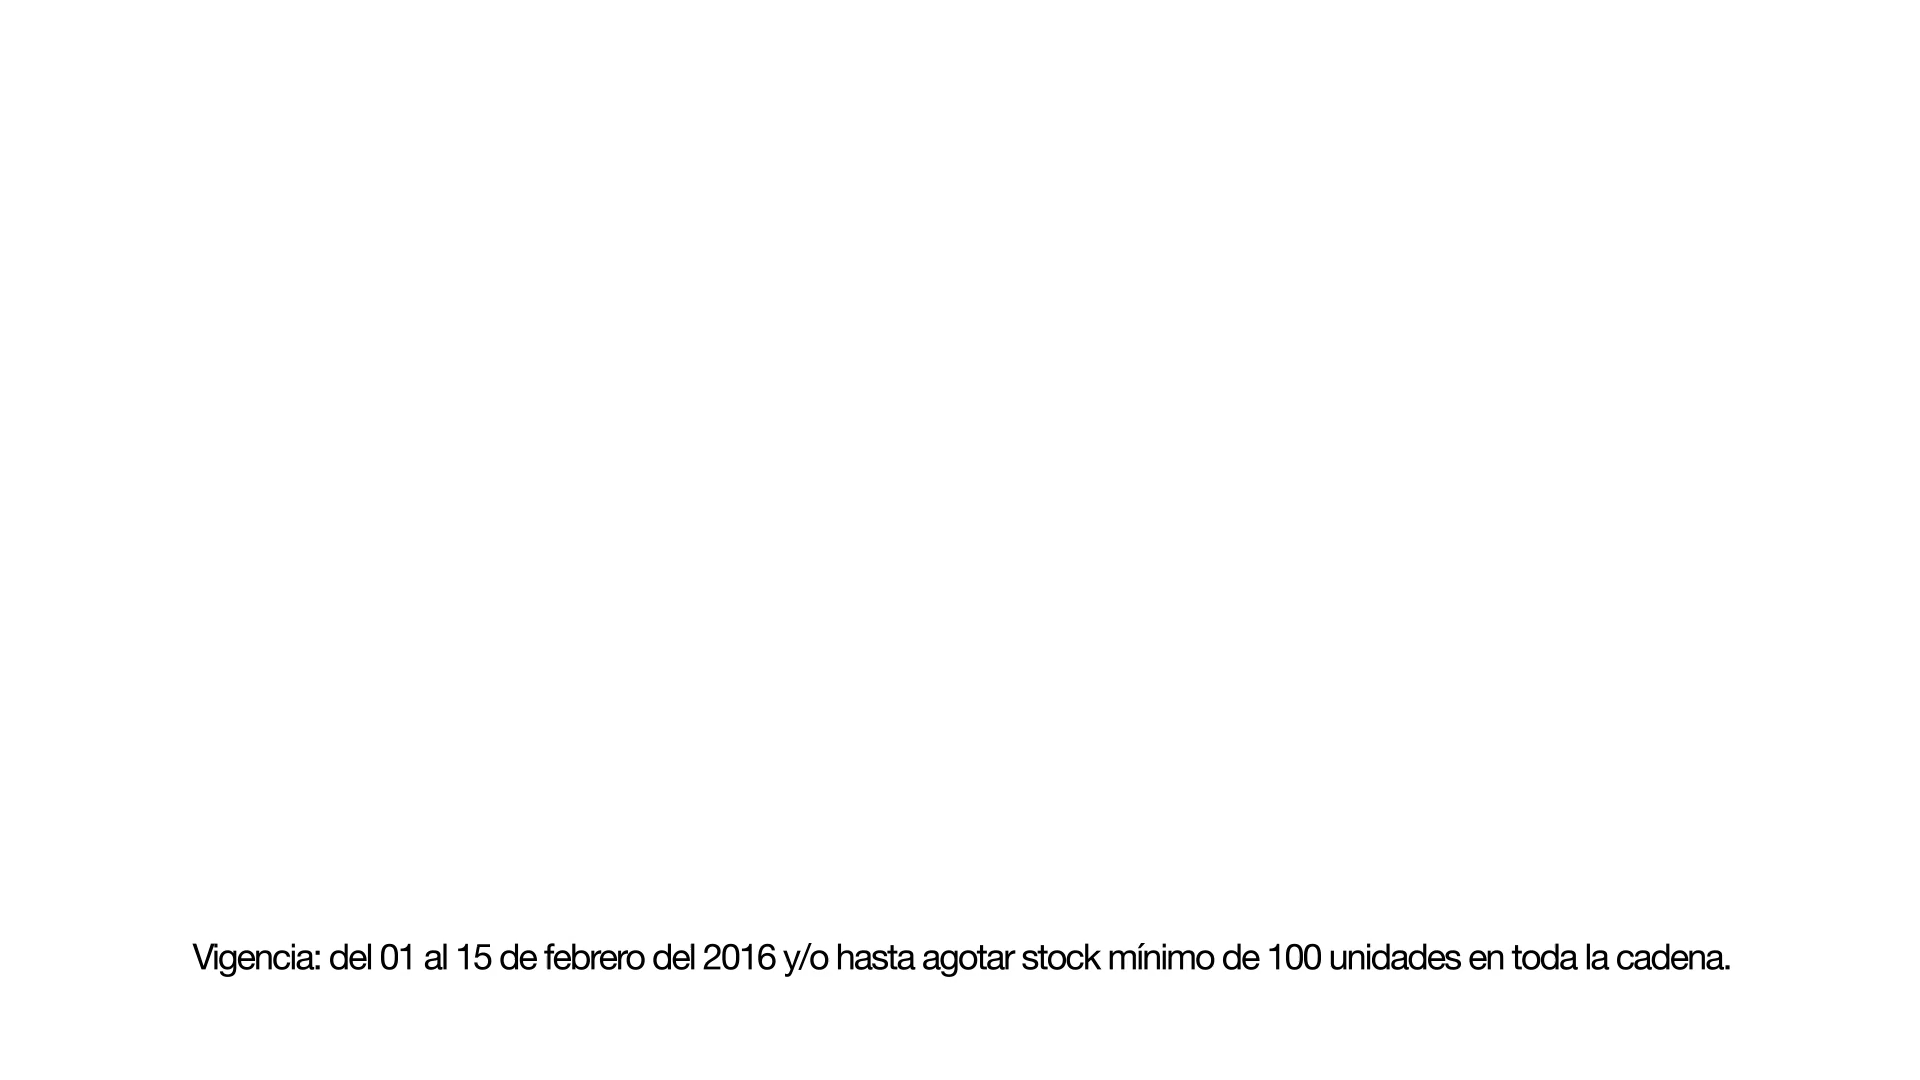 Vigencia: del 01 al 15 de febrero del 2016 y/o hasta agotar stock mínimo de 100 unidades en toda la cadena.